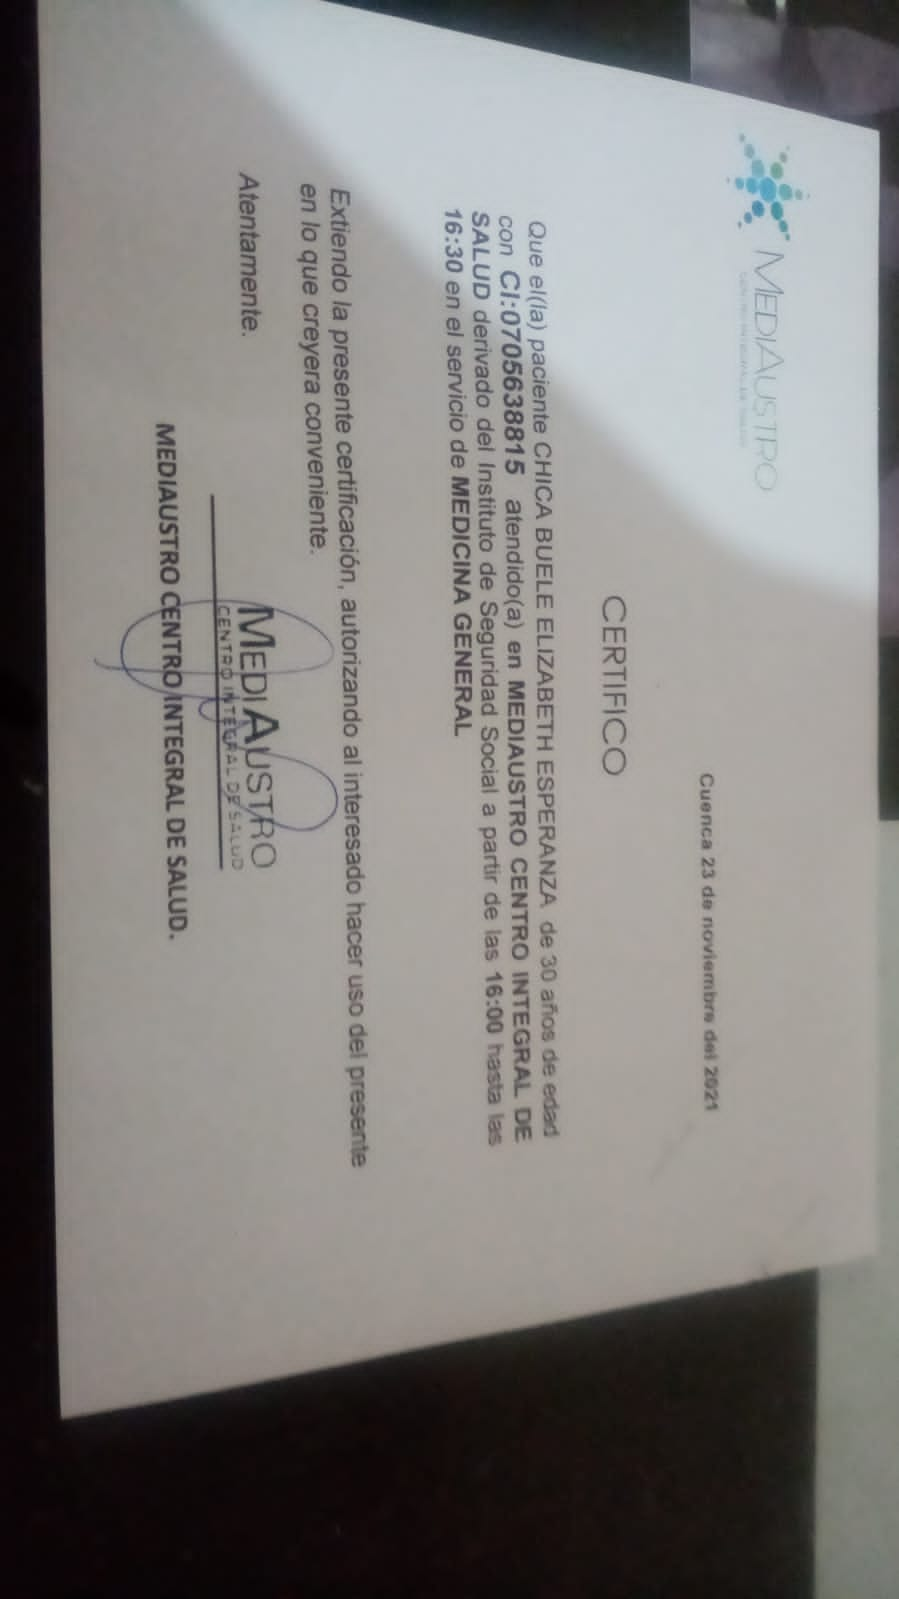 MEDIAUSTRO
CENTRO INTEGRAL DE SALUD
Cuenca 23 de noviembre del 2021
CERTIFICO
Que el(la) paciente CHICA BUELE ELIZABETH ESPERANZA de 30 años de edad
con CI:0705638815 atendido(a) en MEDIAUSTRO CENTRO INTEGRAL DE
SALUD derivado del Instituto de Seguridad Social a partir de las 16:00 hasta las
16:30 en el servicio de MEDICINA GENERAL
Extiendo la presente certificación, autorizando al interesado hacer uso del presente
en lo que creyera conveniente.
Atentamente.
MEDIAUSTRO
CENTRO INTEGRAL DE SALUD
MEDIAUSTRO CENTRO INTEGRAL DE SALUD.